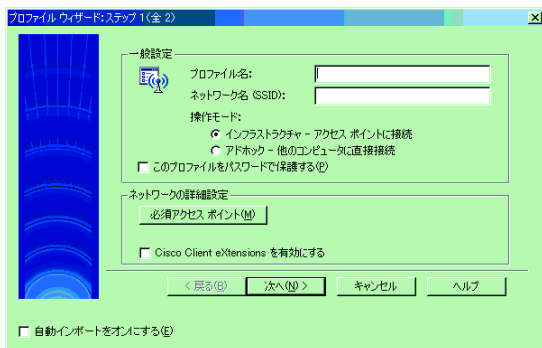 プロファイル ウィザード:ステップ 1(全 2)
一般設定
プロファイル名:
ネットワーク名 (SSID):
操作モード:
インフラストラクチャ - アクセス ポイントに接続
アドホック - 他のコンピュータに直接接続
このプロファイルをパスワードで保護する(P)
ネットワークの詳細設定
必須アクセス ポイント(M)
Cisco Client eXtensions を有効にする
< 戻る(B)
次へ(N) >
キャンセル
ヘルプ
自動インポートをオンにする(E)